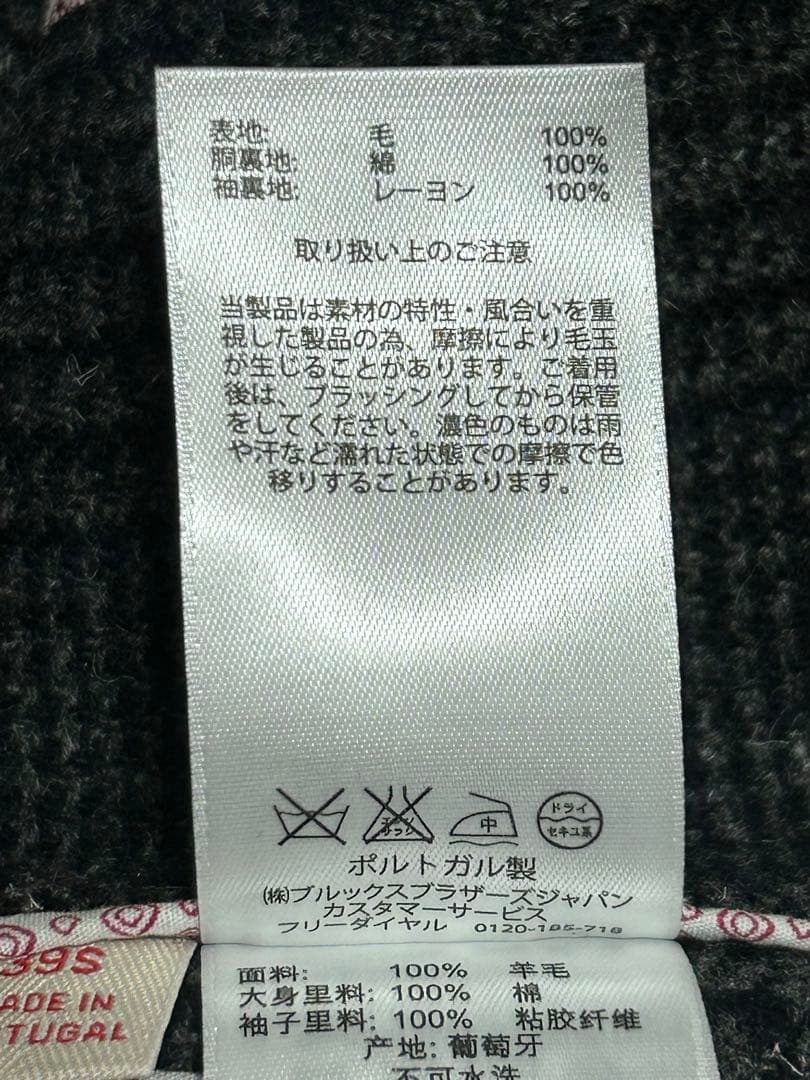 表地: 毛 100%
胴裏地: 綿 100%
袖裏地: レーヨン 100%
取り扱い上のご注意
当製品は素材の特性・風合いを重
視した製品の為、摩擦により毛玉
が生じることがあります。ご着用
後は、ブラッシングしてから保管
をしてください。濃色のものは雨
や汗など濡れた状態での摩擦で色
移りすることがあります。
中
ドライ
セキユ系
ポルトガル製
(株)ブルックスブラザーズジャパン
カスタマーサービス
フリーダイヤル 0120-185-718
39S
ADE IN
TUGAL
面料: 100% 羊毛
大身里料: 100% 棉
袖子里料: 100% 粘胶纤维
产地: 葡萄牙
不可水洗